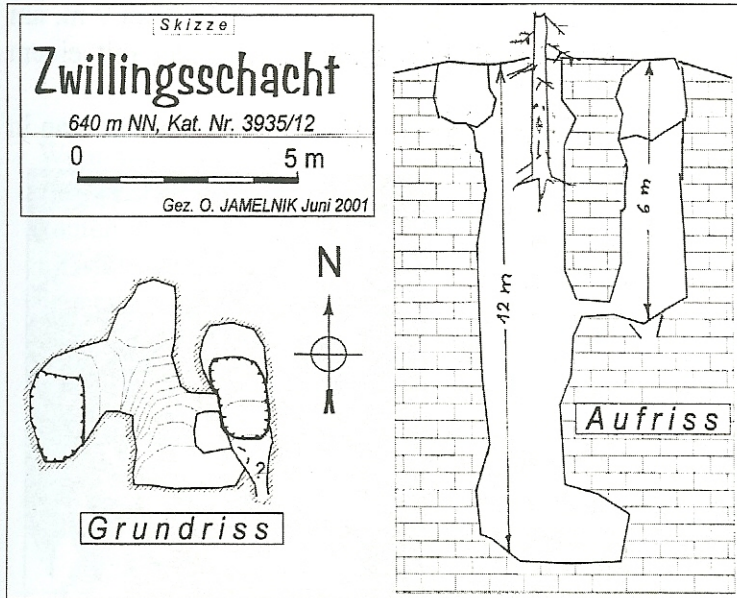 Skizze
Zwillingsschacht
640 m NN, Kat. Nr. 3935/12
0 5 m
Gez. O. JAMELNIK Juni 2001
N
?
Grundriss
12 m
6 m
Aufriss